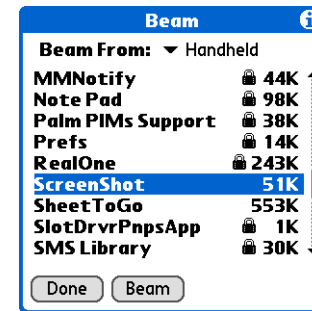 Beam
Beam From: Handheld
MMNotify 44K
Note Pad 98K
Palm PIMs Support 38K
Prefs 14K
RealOne 243K
ScreenShot 51K
SheetToGo 553K
SlotDrvrPnpsApp 1K
SMS Library 30K
Done Beam